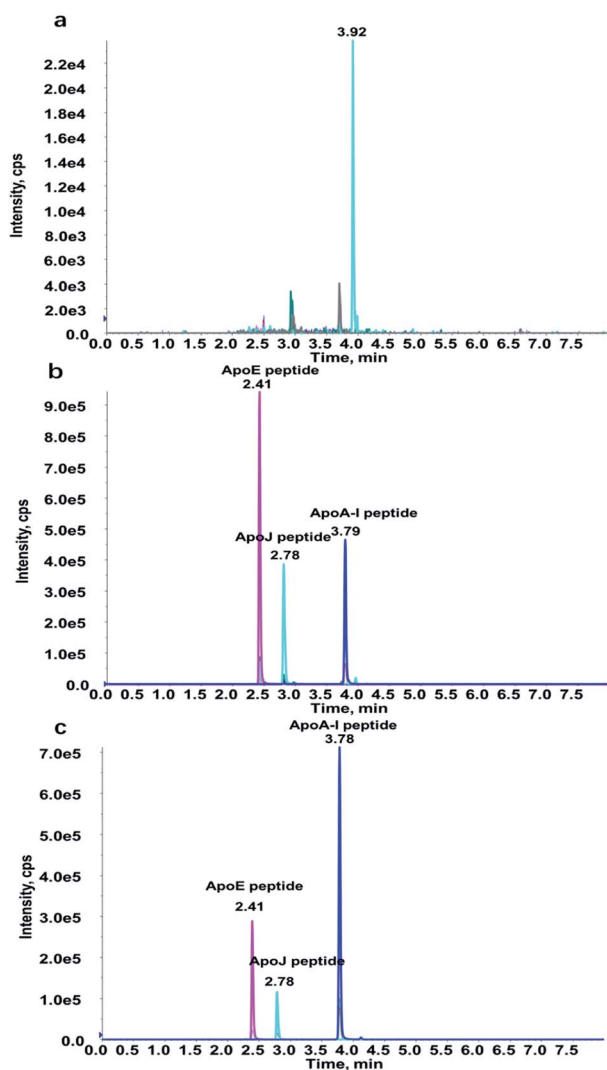 a
3.92
2.2e4
2.0e4
1.8e4
1.6e4
1.4e4
1.2e4
1.0e4
8.0e3
6.0e3
4.0e3
2.0e3
0.0
Intensity, cps
0.0 0.5 1.0 1.5 2.0 2.5 3.0 3.5 4.0 4.5 5.0 5.5 6.0 6.5 7.0 7.5
Time, min
b
ApoE peptide
2.41
ApoA-I peptide
3.79
ApoJ peptide
2.78
9.0e5
8.0e5
7.0e5
6.0e5
5.0e5
4.0e5
3.0e5
2.0e5
1.0e5
0.0
Intensity, cps
0.0 0.5 1.0 1.5 2.0 2.5 3.0 3.5 4.0 4.5 5.0 5.5 6.0 6.5 7.0 7.5
Time, min
c
ApoA-I peptide
3.78
ApoE peptide
2.41
ApoJ peptide
2.78
7.0e5
6.0e5
5.0e5
4.0e5
3.0e5
2.0e5
1.0e5
0.0
Intensity, cps
0.0 0.5 1.0 1.5 2.0 2.5 3.0 3.5 4.0 4.5 5.0 5.5 6.0 6.5 7.0 7.5
Time, min